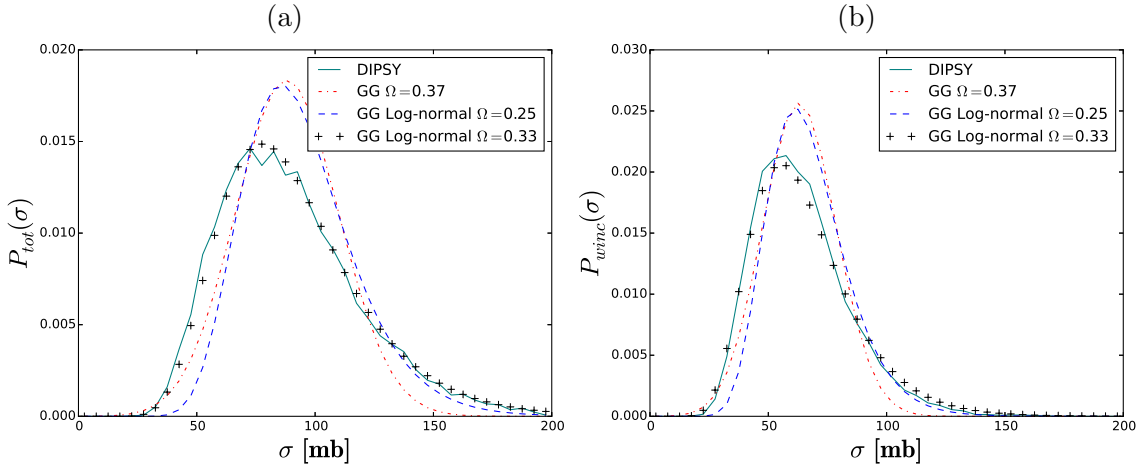 (a)
0.020
0.015
0.010
0.005
0.000
0
50
100
150
200
P_{tot}(σ)
σ [mb]
DIPSY
GG Ω=0.37
GG Log-normal Ω=0.25
GG Log-normal Ω=0.33
(b)
0.030
0.025
0.020
0.015
0.010
0.005
0.000
0
50
100
150
200
P_{winc}(σ)
σ [mb]
DIPSY
GG Ω=0.37
GG Log-normal Ω=0.25
GG Log-normal Ω=0.33